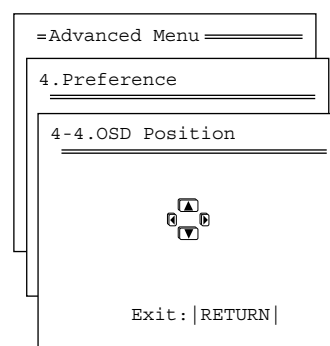 =Advanced Menu
4.Preference
4-4.OSD Position
Exit:|RETURN|